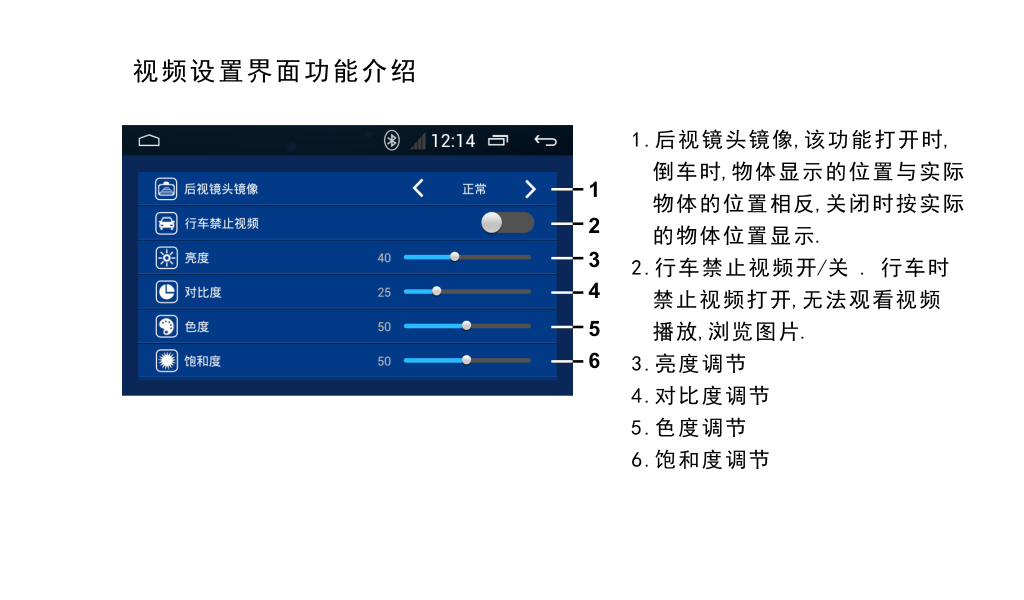 视频设置界面功能介绍
12:14
后视镜头镜像 正常 1
行车禁止视频 2
亮度 40 3
对比度 25 4
色度 50 5
饱和度 50 6
1.后视镜头镜像,该功能打开时,
倒车时,物体显示的位置与实际
物体的位置相反,关闭时按实际
的物体位置显示.
2.行车禁止视频开/关 . 行车时
禁止视频打开,无法观看视频
播放,浏览图片.
3.亮度调节
4.对比度调节
5.色度调节
6.饱和度调节